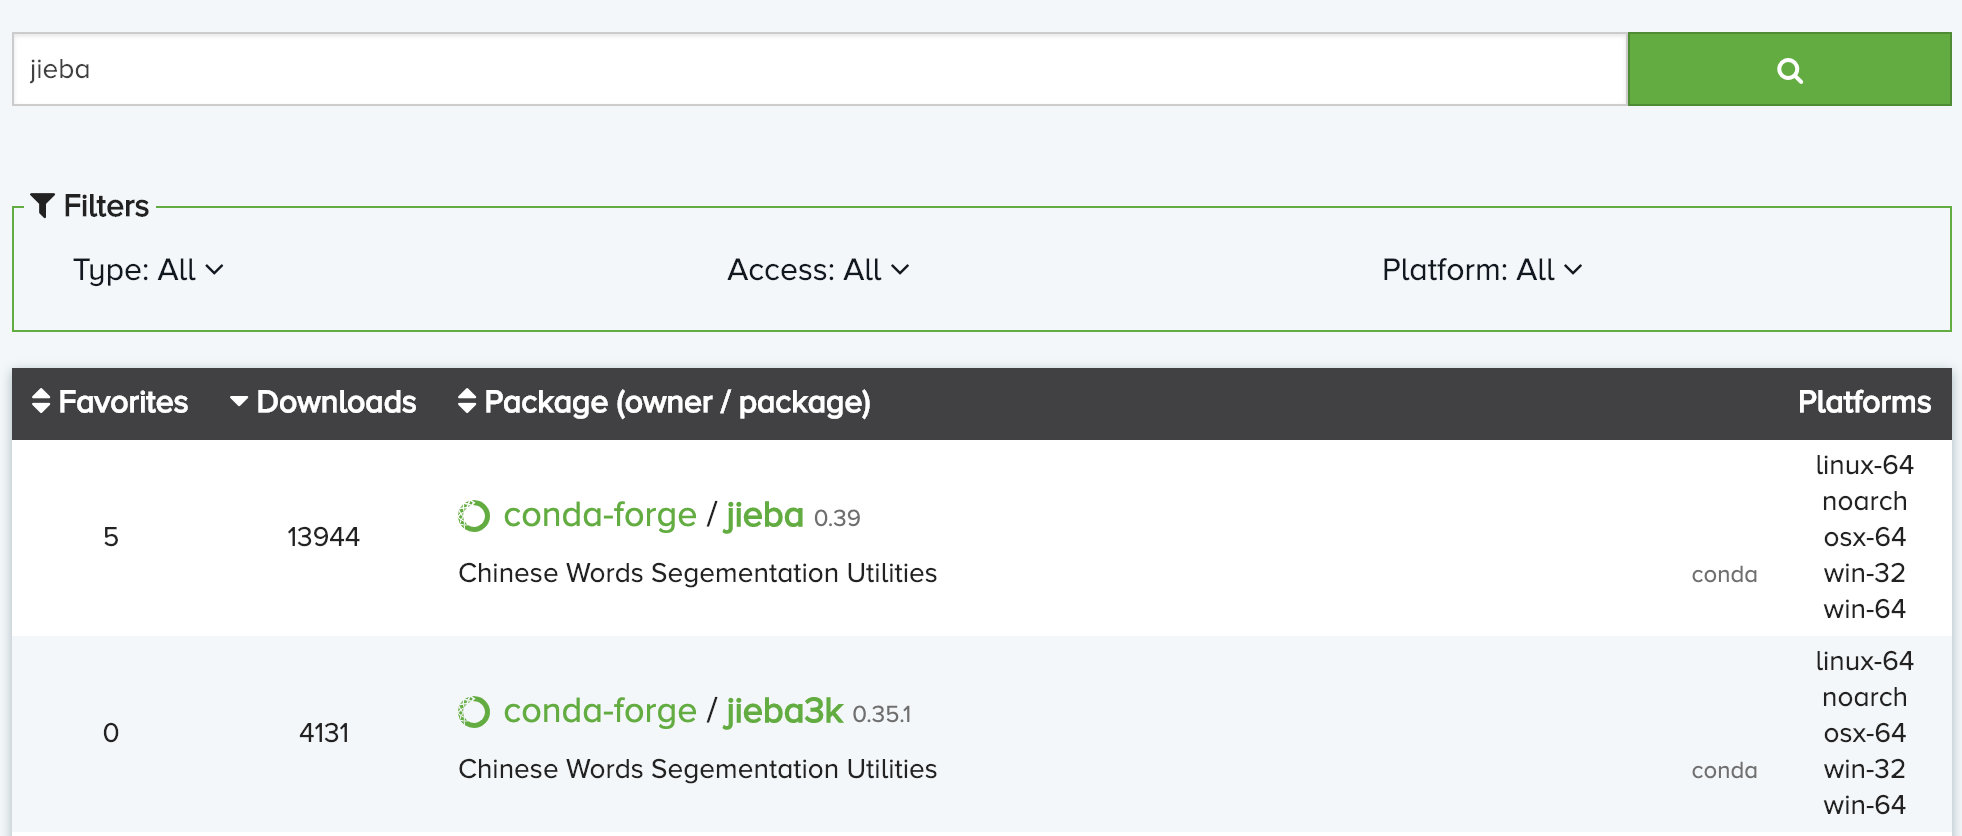 jieba
Filters
Type: All
Access: All
Platform: All
Favorites Downloads Package (owner / package) Platforms
5 13944 conda-forge / jieba 0.39
Chinese Words Segementation Utilities
conda
linux-64
noarch
osx-64
win-32
win-64
0 4131 conda-forge / jieba3k 0.35.1
Chinese Words Segementation Utilities
conda
linux-64
noarch
osx-64
win-32
win-64